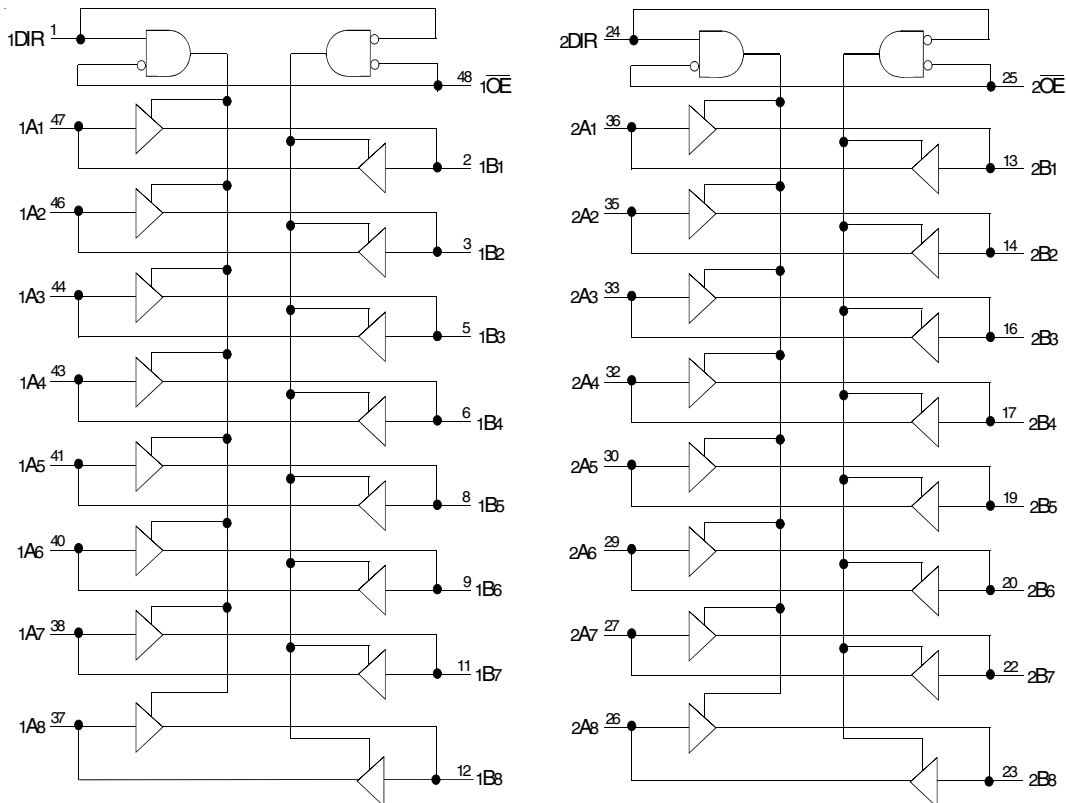 1DIR 1
48 1OE
1A1 47
2 1B1
1A2 46
3 1B2
1A3 44
5 1B3
1A4 43
6 1B4
1A5 41
8 1B5
1A6 40
9 1B6
1A7 38
11 1B7
1A8 37
12 1B8
2DIR 24
25 2OE
2A1 36
13 2B1
2A2 35
14 2B2
2A3 33
16 2B3
2A4 32
17 2B4
2A5 30
19 2B5
2A6 29
20 2B6
2A7 27
22 2B7
2A8 26
23 2B8